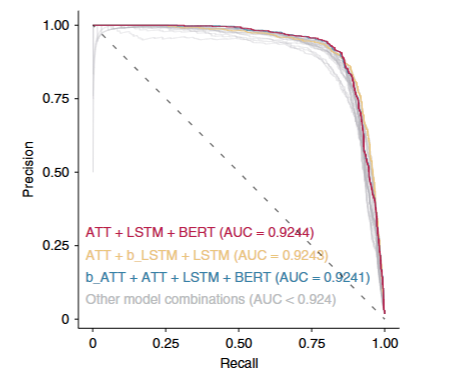 1.00
0.75
0.50
0.25
0
Precision
ATT + LSTM + BERT (AUC = 0.9244)
ATT + b_LSTM + LSTM (AUC = 0.9243)
b_ATT + ATT + LSTM + BERT (AUC = 0.9241)
Other model combinations (AUC < 0.924)
0 0.25 0.50 0.75 1.00
Recall